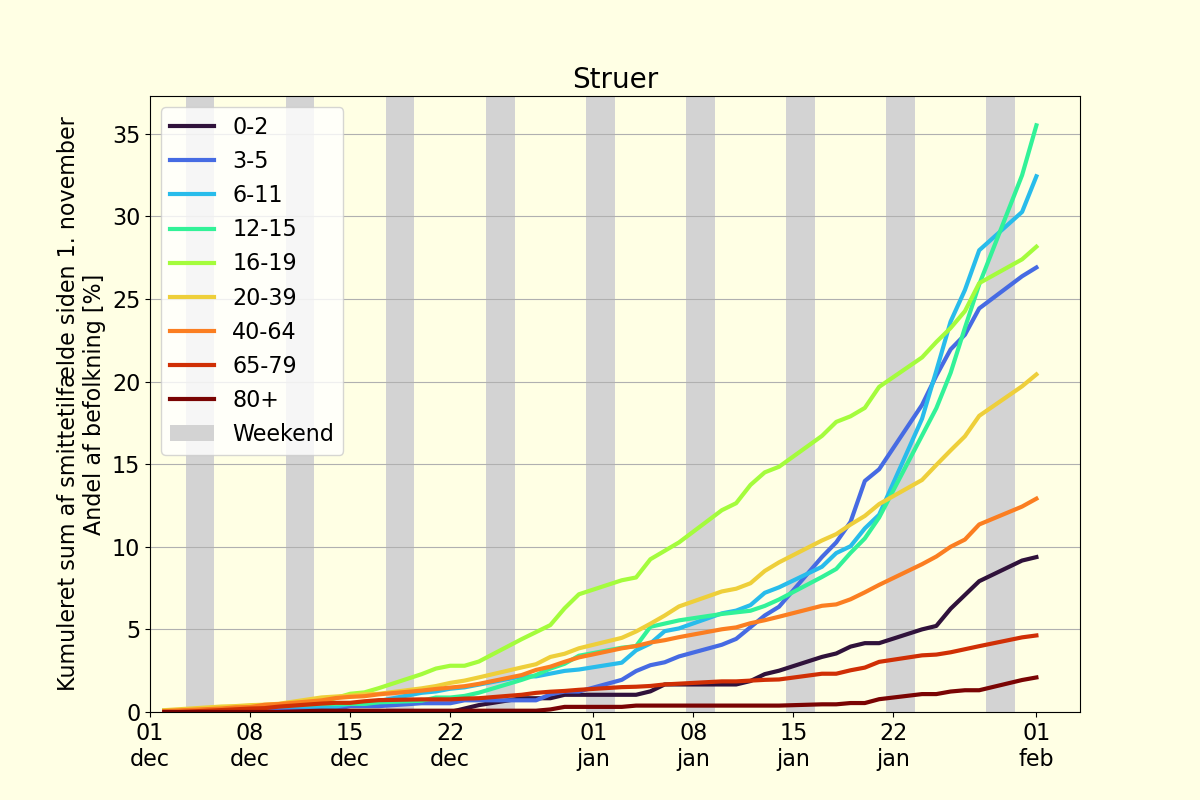 Struer
Kumuleret sum af smittetilfælde siden 1. november
Andel af befolkning [%]
35
30
25
20
15
10
5
0
0-2
3-5
6-11
12-15
16-19
20-39
40-64
65-79
80+
Weekend
01 08 15 22 01 08 15 22 01
dec dec dec dec jan jan jan jan feb